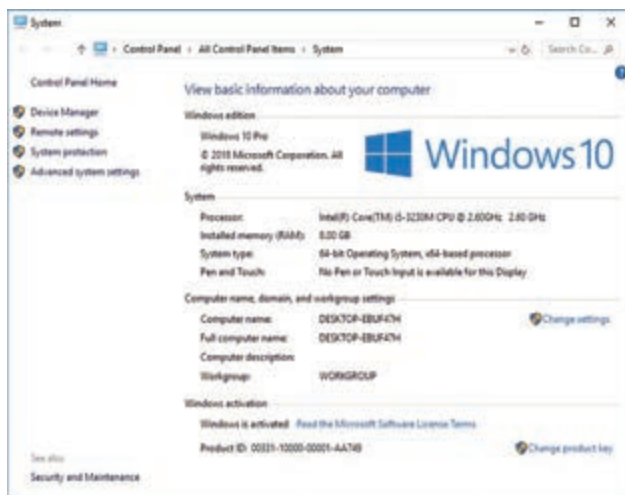 System
Control Panel › All Control Panel Items › System
Search Co...
Control Panel Home
Device Manager
Remote settings
System protection
Advanced system settings
View basic information about your computer
Windows edition
Windows 10 Pro
© 2018 Microsoft Corporation. All
rights reserved.
Windows 10
System
Processor: Intel(R) Core(TM) i5-3230M CPU @ 2.60GHz 2.60 GHz
Installed memory (RAM): 8.00 GB
System type: 64-bit Operating System, x64-based processor
Pen and Touch: No Pen or Touch Input is available for this Display
Computer name, domain, and workgroup settings
Computer name:
Change settings
Full computer name:
Computer description:
Workgroup: WORKGROUP
Windows activation
Windows is activated Read the Microsoft Software License Terms
Product ID: 00331-10000-00001-AA749
Change product key
See also
Security and Maintenance